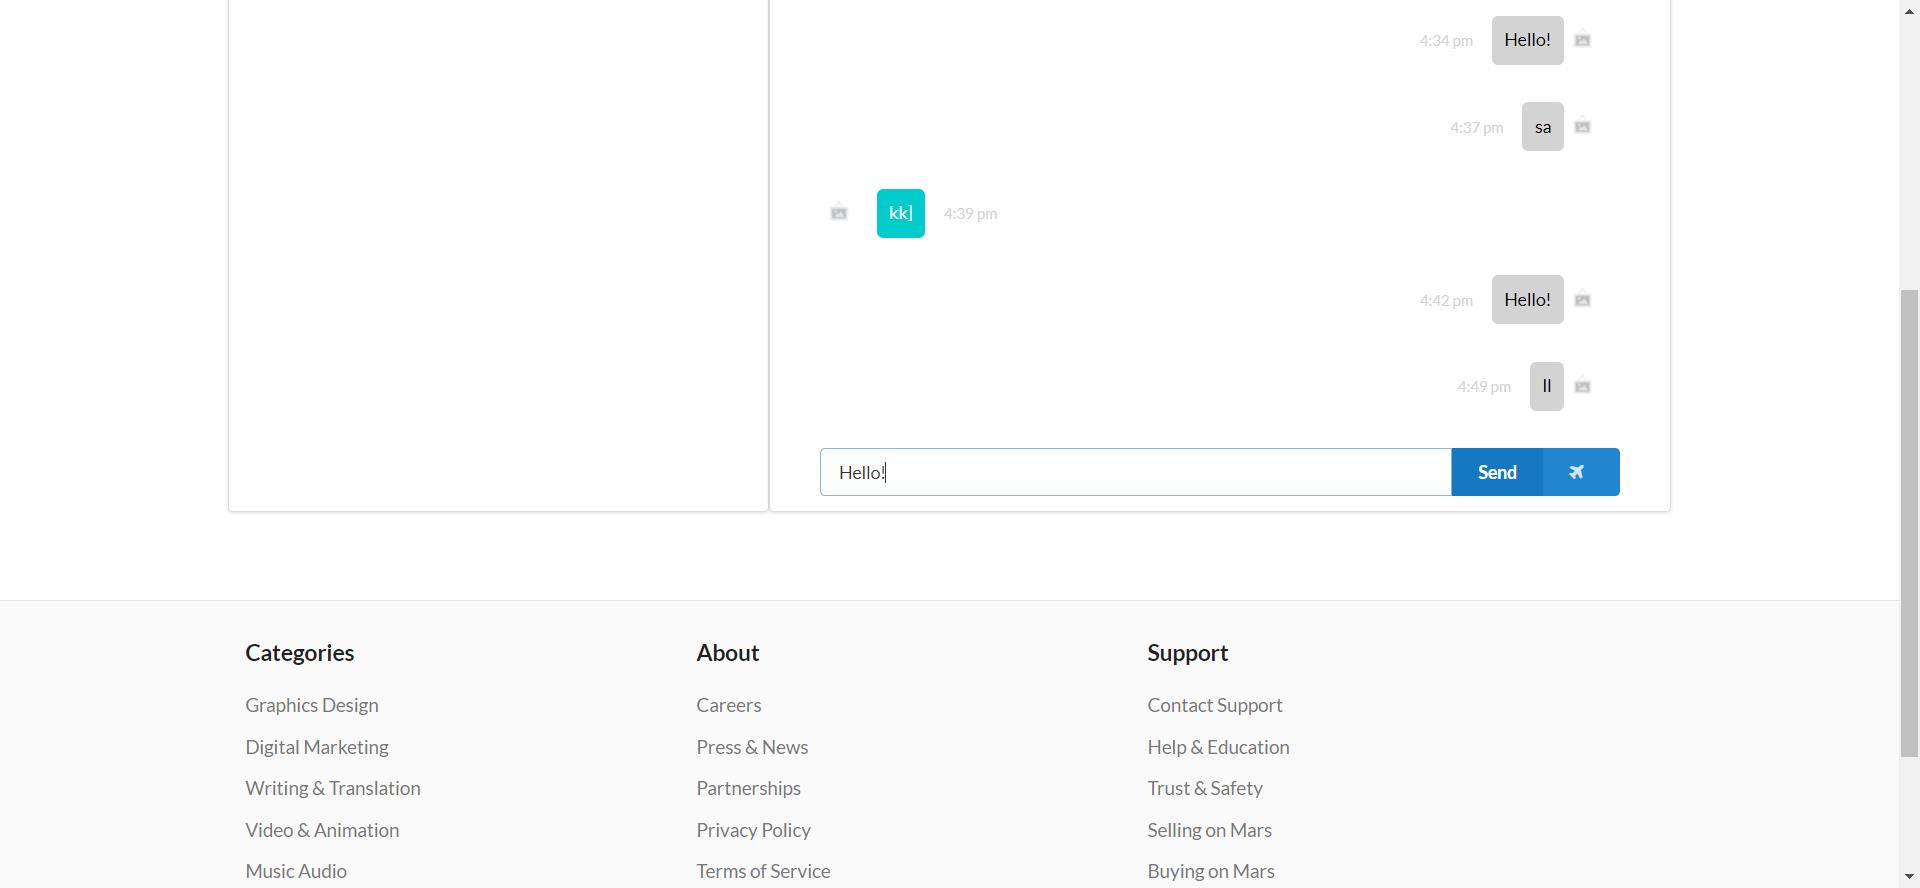 4:34 pm Hello!
4:37 pm sa
kk] 4:39 pm
4:42 pm Hello!
4:49 pm ll
Hello! Send
Categories
Graphics Design
Digital Marketing
Writing & Translation
Video & Animation
Music Audio
About
Careers
Press & News
Partnerships
Privacy Policy
Terms of Service
Support
Contact Support
Help & Education
Trust & Safety
Selling on Mars
Buying on Mars